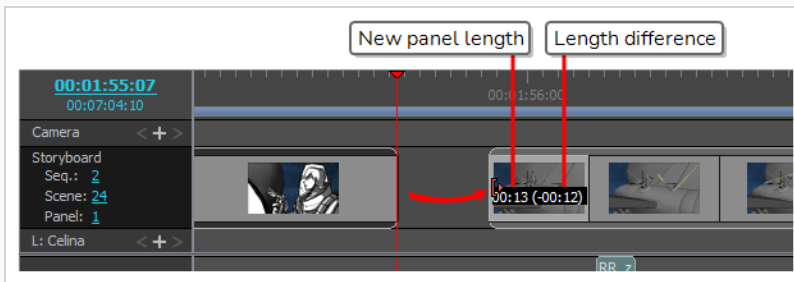 New panel length
Length difference
00:01:55:07
00:07:04:10
00:01:56:00
Camera
Storyboard
Seq.: 2
Scene: 24
Panel: 1
00:13 (-00:12)
L: Celina
RR_z